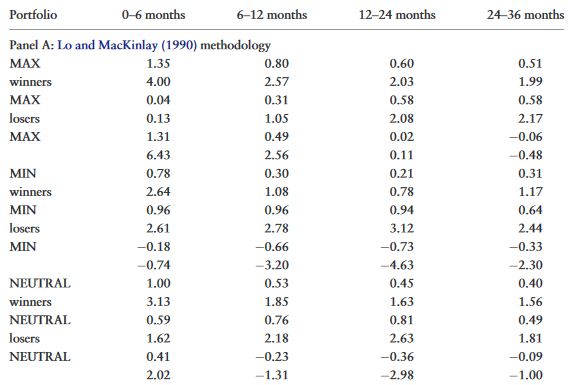 Portfolio 0–6 months 6–12 months 12–24 months 24–36 months
Panel A: Lo and MacKinlay (1990) methodology
MAX 1.35 0.80 0.60 0.51
winners 4.00 2.57 2.03 1.99
MAX 0.04 0.31 0.58 0.58
losers 0.13 1.05 2.08 2.17
MAX 1.31 0.49 0.02 −0.06
6.43 2.56 0.11 −0.48
MIN 0.78 0.30 0.21 0.31
winners 2.64 1.08 0.78 1.17
MIN 0.96 0.96 0.94 0.64
losers 2.61 2.78 3.12 2.44
MIN −0.18 −0.66 −0.73 −0.33
−0.74 −3.20 −4.63 −2.30
NEUTRAL 1.00 0.53 0.45 0.40
winners 3.13 1.85 1.63 1.56
NEUTRAL 0.59 0.76 0.81 0.49
losers 1.62 2.18 2.63 1.81
NEUTRAL 0.41 −0.23 −0.36 −0.09
2.02 −1.31 −2.98 −1.00